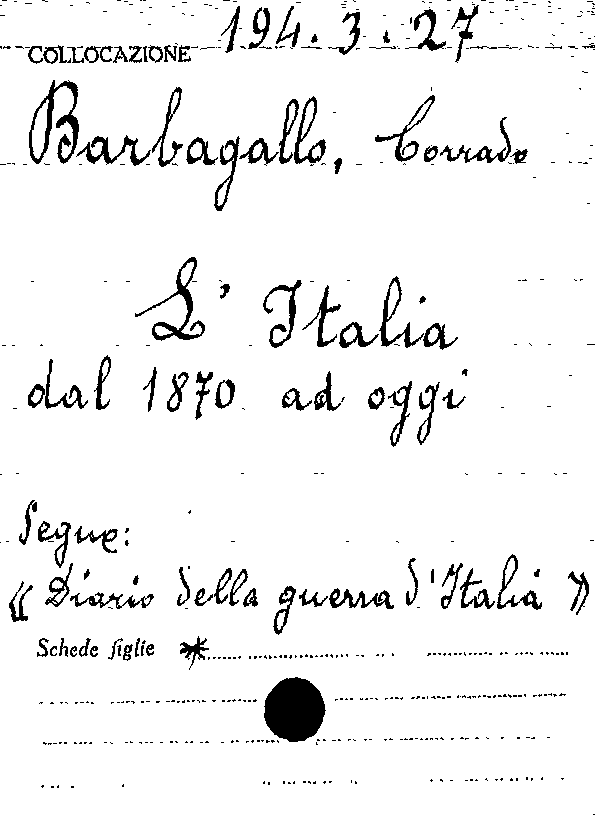 COLLOCAZIONE 194.3.27
Barbagallo, Corrado
L'Italia
dal 1870 ad oggi
Segue:
« Diario della guerra d'Italia »
Schede figlie *